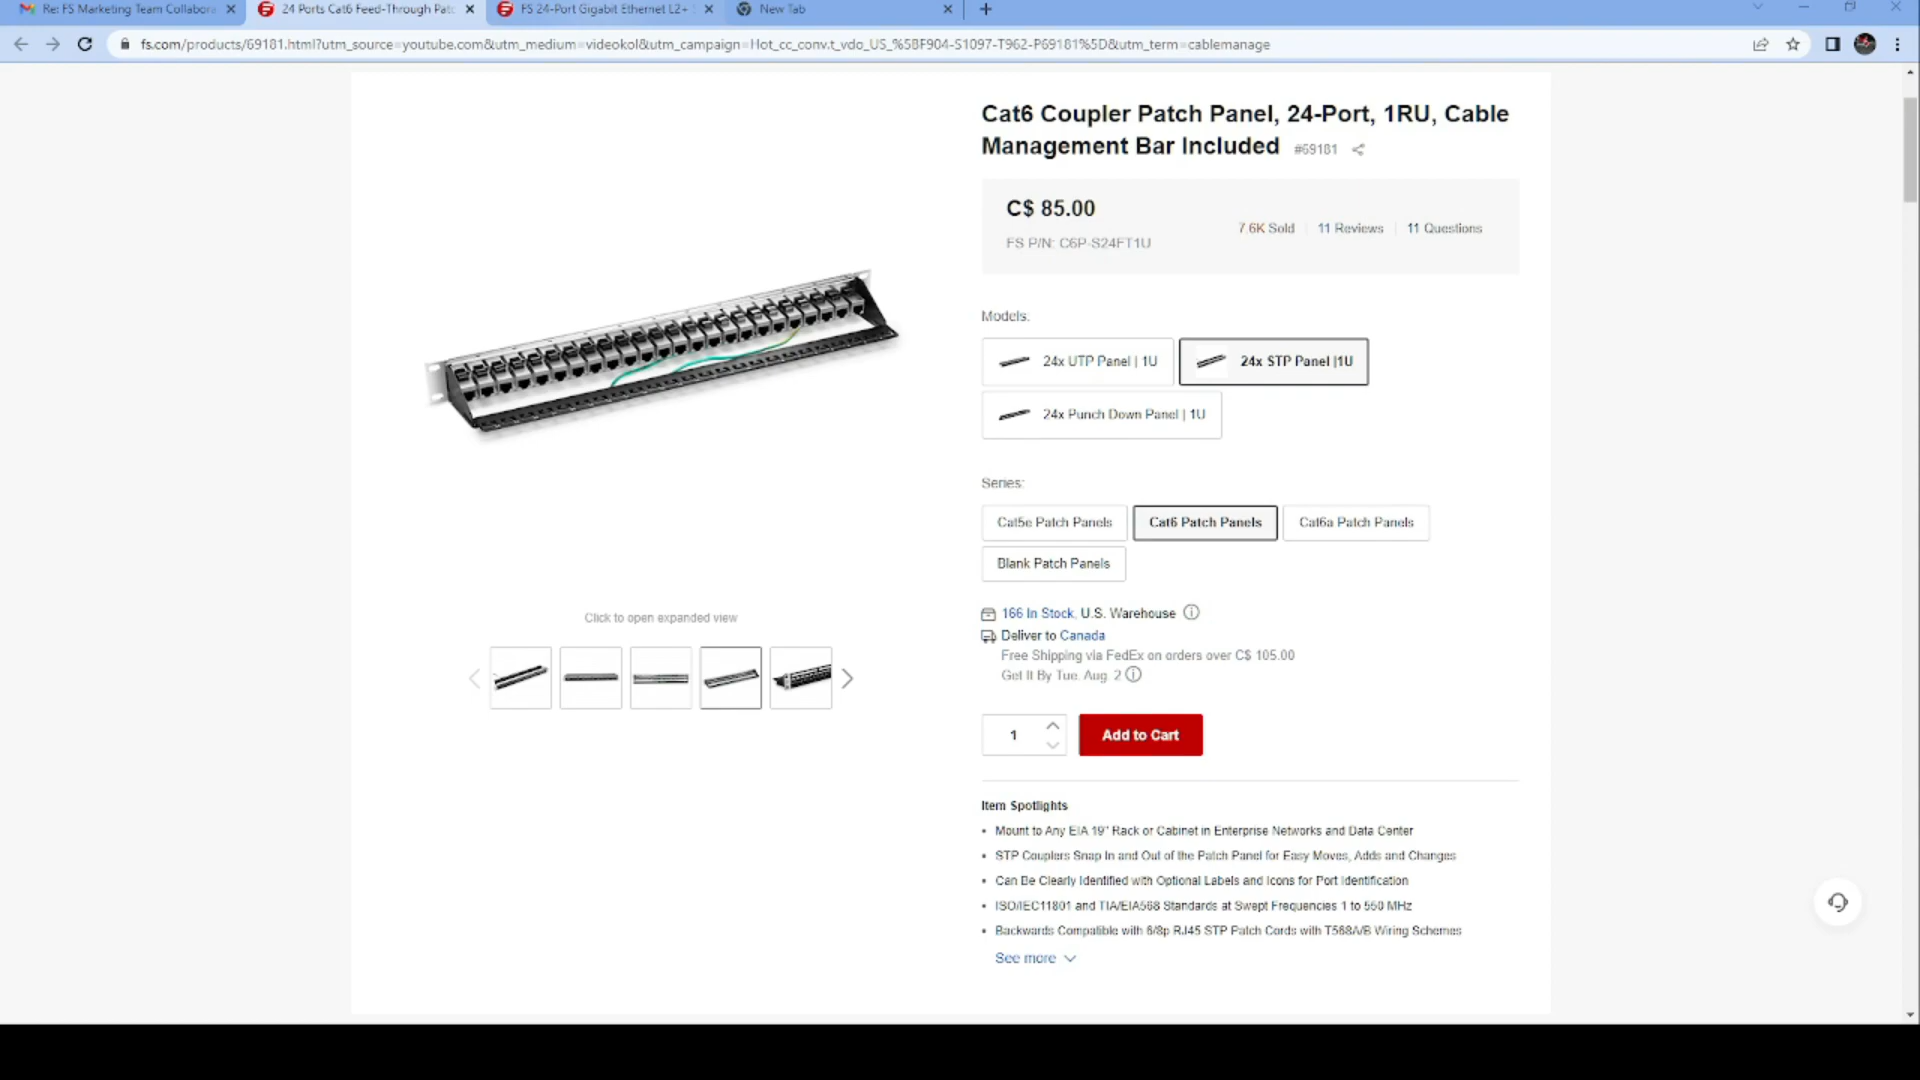 Re: FS Marketing Team Collabora
24 Ports Cat6 Feed-Through Patc
FS 24-Port Gigabit Ethernet L2+
New Tab
fs.com/products/69181.html?utm_source=youtube.com&utm_medium=videokol&utm_campaign=Hot_cc_conv.t_vdo_US_%5BF904-S1097-T962-P69181%5D&utm_term=cablemanage
Cat6 Coupler Patch Panel, 24-Port, 1RU, Cable
Management Bar Included #69181
C$ 85.00
FS P/N: C6P-S24FT1U
7.6K Sold 11 Reviews 11 Questions
Models:
24x UTP Panel | 1U
24x STP Panel |1U
24x Punch Down Panel | 1U
Series:
Cat5e Patch Panels
Cat6 Patch Panels
Cat6a Patch Panels
Blank Patch Panels
Click to open expanded view
166 In Stock, U.S. Warehouse
Deliver to Canada
Free Shipping via FedEx on orders over C$ 105.00
Get It By Tue. Aug. 2
1
Add to Cart
Item Spotlights
• Mount to Any EIA 19" Rack or Cabinet in Enterprise Networks and Data Center
• STP Couplers Snap In and Out of the Patch Panel for Easy Moves, Adds and Changes
• Can Be Clearly Identified with Optional Labels and Icons for Port Identification
• ISO/IEC11801 and TIA/EIA568 Standards at Swept Frequencies 1 to 550 MHz
• Backwards Compatible with 6/8p RJ45 STP Patch Cords with T568A/B Wiring Schemes
See more